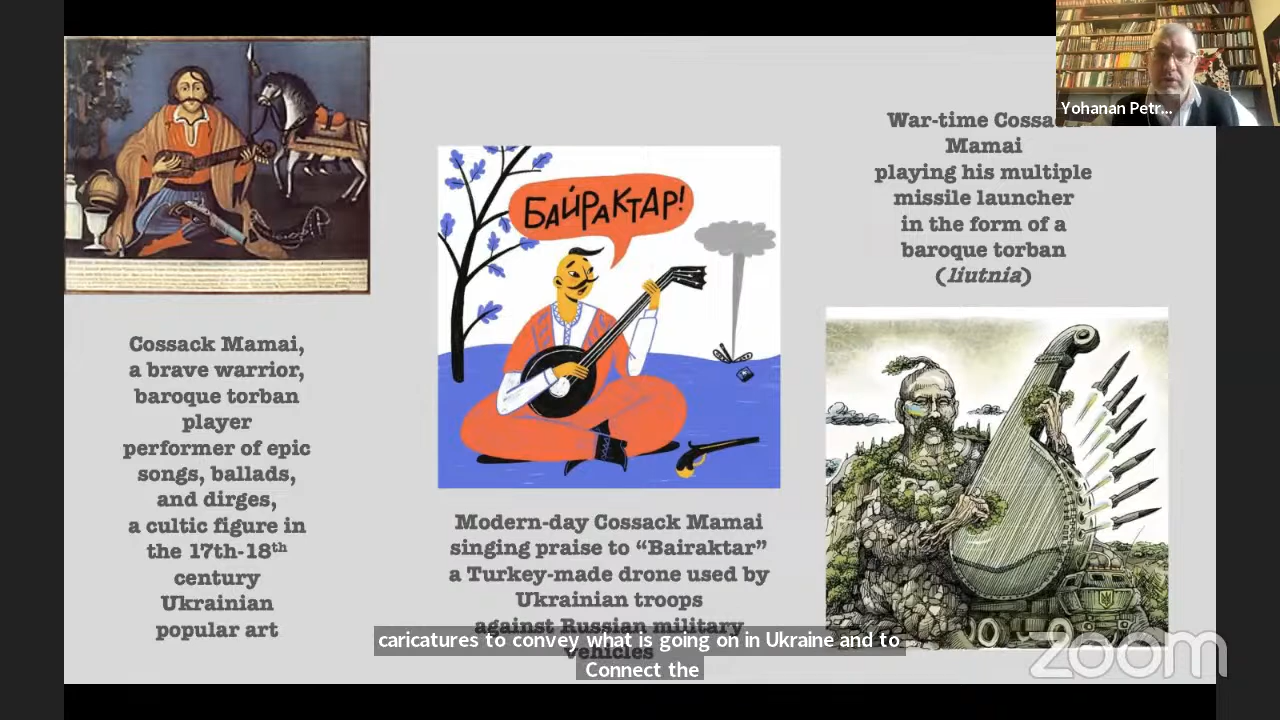 Cossack Mamai,
a brave warrior,
baroque torban
player
performer of epic
songs, ballads,
and dirges,
a cultic figure in
the 17th-18th
century
Ukrainian
popular art
БАЙРАКТАР!
Modern-day Cossack Mamai
singing praise to “Bairaktar”
a Turkey-made drone used by
Ukrainian troops
against Russian military
vehicles
War-time Cossack
Mamai
playing his multiple
missile launcher
in the form of a
baroque torban
(liutnia)
Yohanan Petr...
caricatures to convey what is going on in Ukraine and to
Connect the
zoom